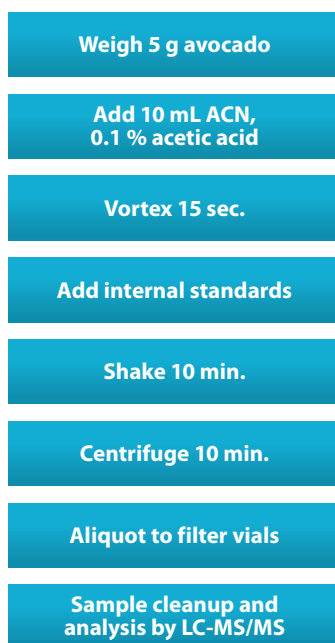 Weigh 5 g avocado
Add 10 mL ACN,
0.1 % acetic acid
Vortex 15 sec.
Add internal standards
Shake 10 min.
Centrifuge 10 min.
Aliquot to filter vials
Sample cleanup and
analysis by LC-MS/MS